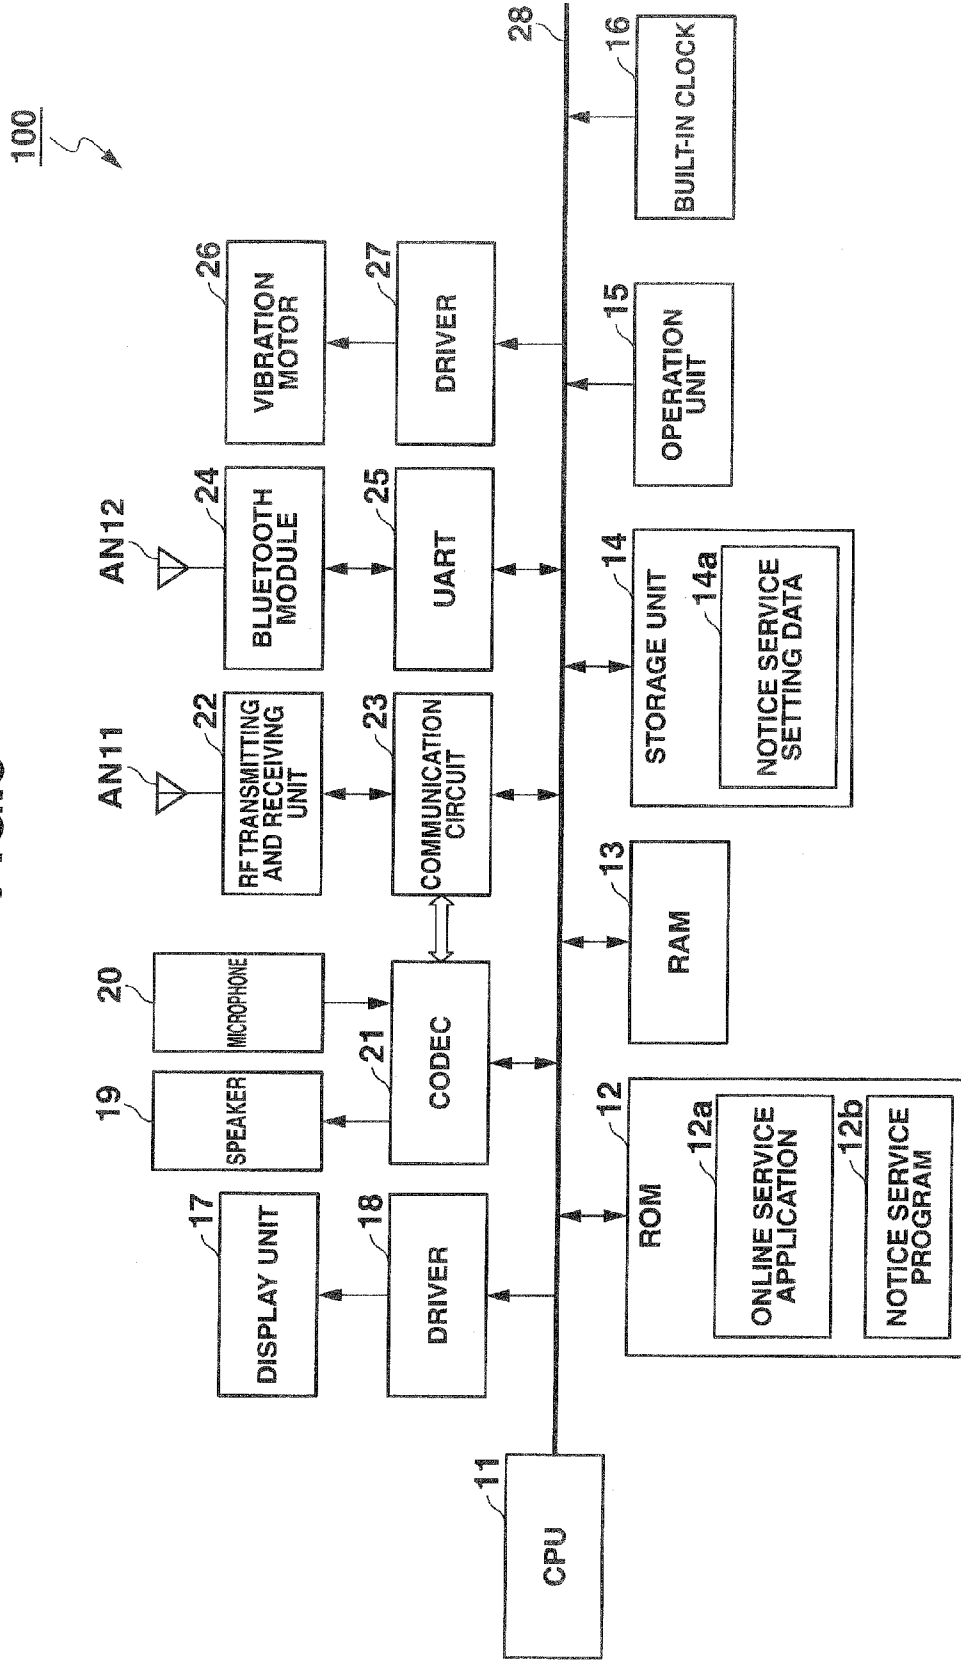 100
AN11
AN12
19
SPEAKER
20
MICROPHONE
17
DISPLAY UNIT
22
RF TRANSMITTING
AND RECEIVING
UNIT
24
BLUETOOTH
MODULE
26
VIBRATION
MOTOR
18
DRIVER
21
CODEC
23
COMMUNICATION
CIRCUIT
25
UART
27
DRIVER
11
CPU
28
12
ROM
12a
ONLINE SERVICE
APPLICATION
12b
NOTICE SERVICE
PROGRAM
13
RAM
14
STORAGE UNIT
14a
NOTICE SERVICE
SETTING DATA
15
OPERATION
UNIT
16
BUILT-IN CLOCK